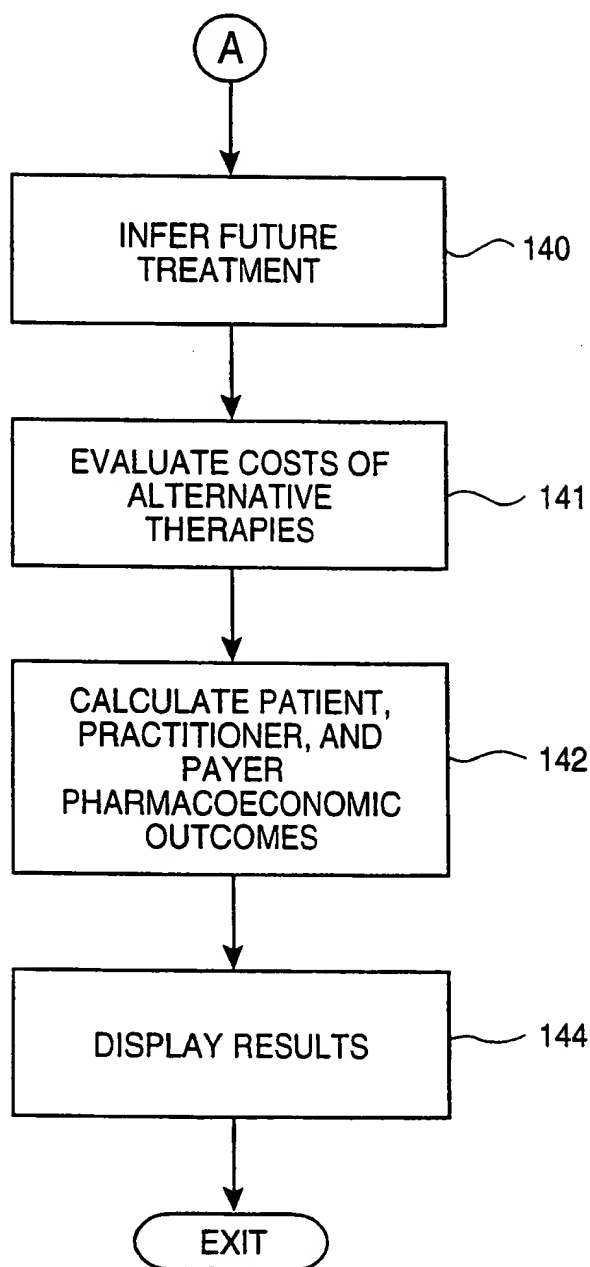 A
INFER FUTURE
TREATMENT
140
EVALUATE COSTS OF
ALTERNATIVE
THERAPIES
141
CALCULATE PATIENT,
PRACTITIONER, AND
PAYER
PHARMACOECONOMIC
OUTCOMES
142
DISPLAY RESULTS
144
EXIT